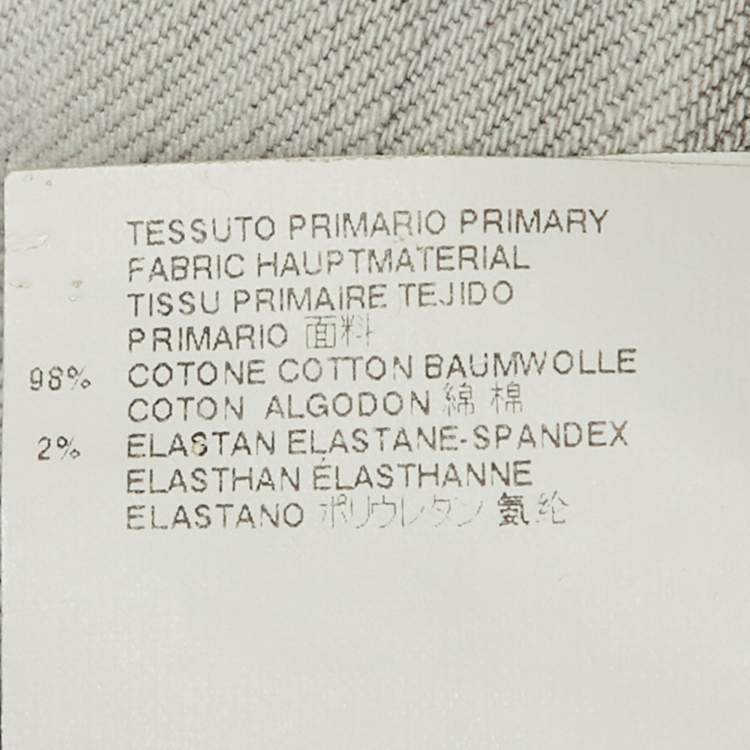 TESSUTO PRIMARIO PRIMARY
FABRIC HAUPTMATERIAL
TISSU PRIMAIRE TEJIDO
PRIMARIO 面料
98% COTONE COTTON BAUMWOLLE
COTON ALGODON 綿 棉
2% ELASTAN ELASTANE-SPANDEX
ELASTHAN ÉLASTHANNE
ELASTANO ポリウレタン 氨纶